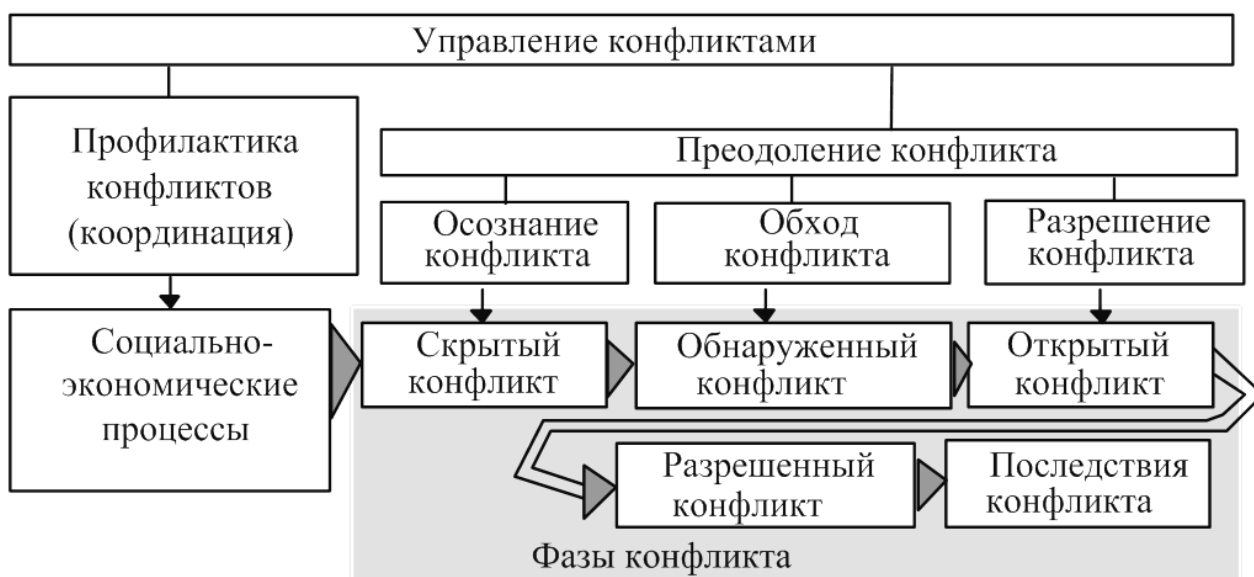 Управление конфликтами
Профилактика
конфликтов
(координация)
Преодоление конфликта
Осознание
конфликта
Обход
конфликта
Разрешение
конфликта
Социально-
экономические
процессы
Скрытый
конфликт
Обнаруженный
конфликт
Открытый
конфликт
Разрешенный
конфликт
Последствия
конфликта
Фазы конфликта